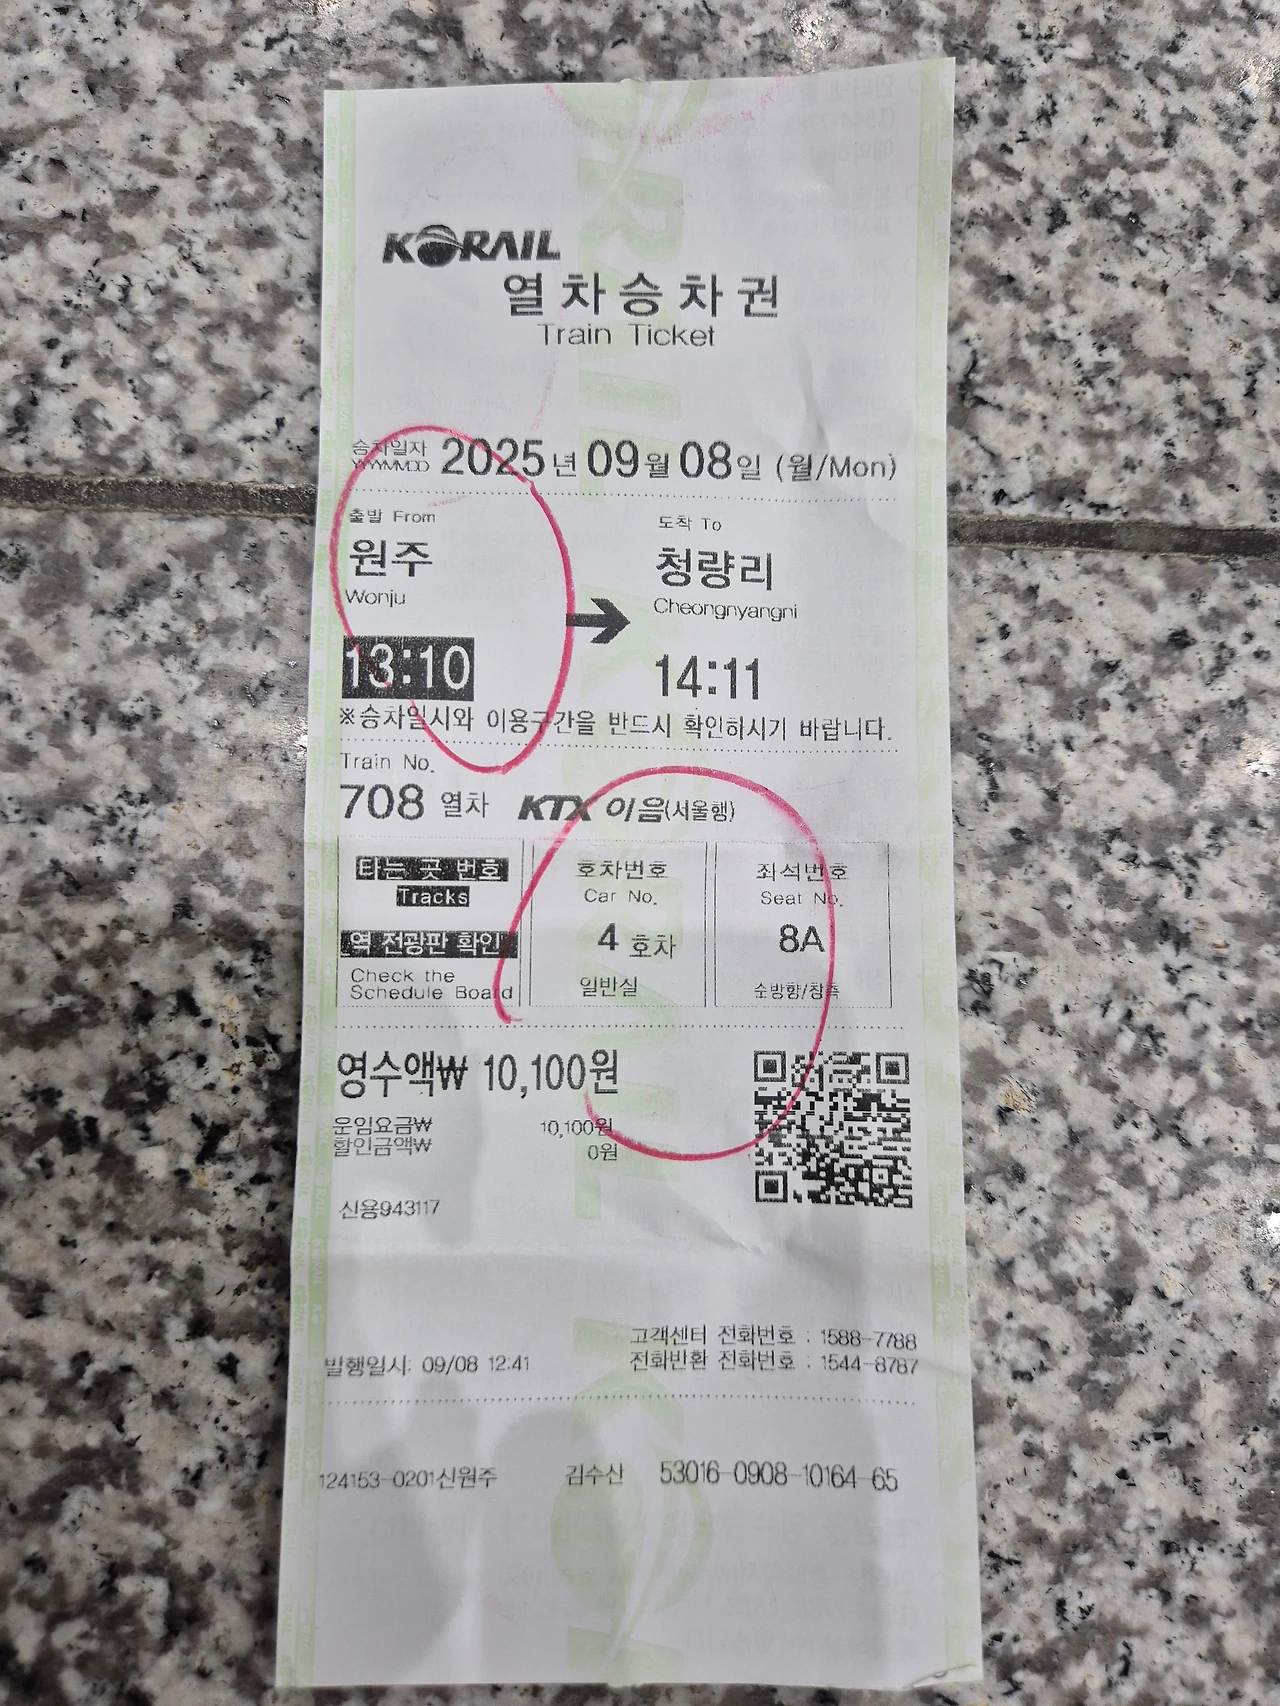 KORAIL
열차승차권
Train Ticket
승차일자 YYYYMMDD 2025년 09월 08일 (월/Mon)
출발 From
도착 To
원주
청량리
Wonju
Cheongnyangni
13:10 → 14:11
※승차일시와 이용구간을 반드시 확인하시기 바랍니다.
Train No.
708 열차 KTX 이음(서울행)
타는 곳 번호 호차번호 좌석번호
Tracks Car No. Seat No.
역 전광판 확인 4 호차 8A
Check the Schedule Board 일반실 순방향/창측
영수액₩ 10,100원
운임요금₩ 10,100원
할인금액₩ 0원
신용943117
고객센터 전화번호 : 1588-7788
발행일시: 09/08 12:41 전화반환 전화번호 : 1544-8787
124153-0201신원주 김수산 53016-0908-10164-65